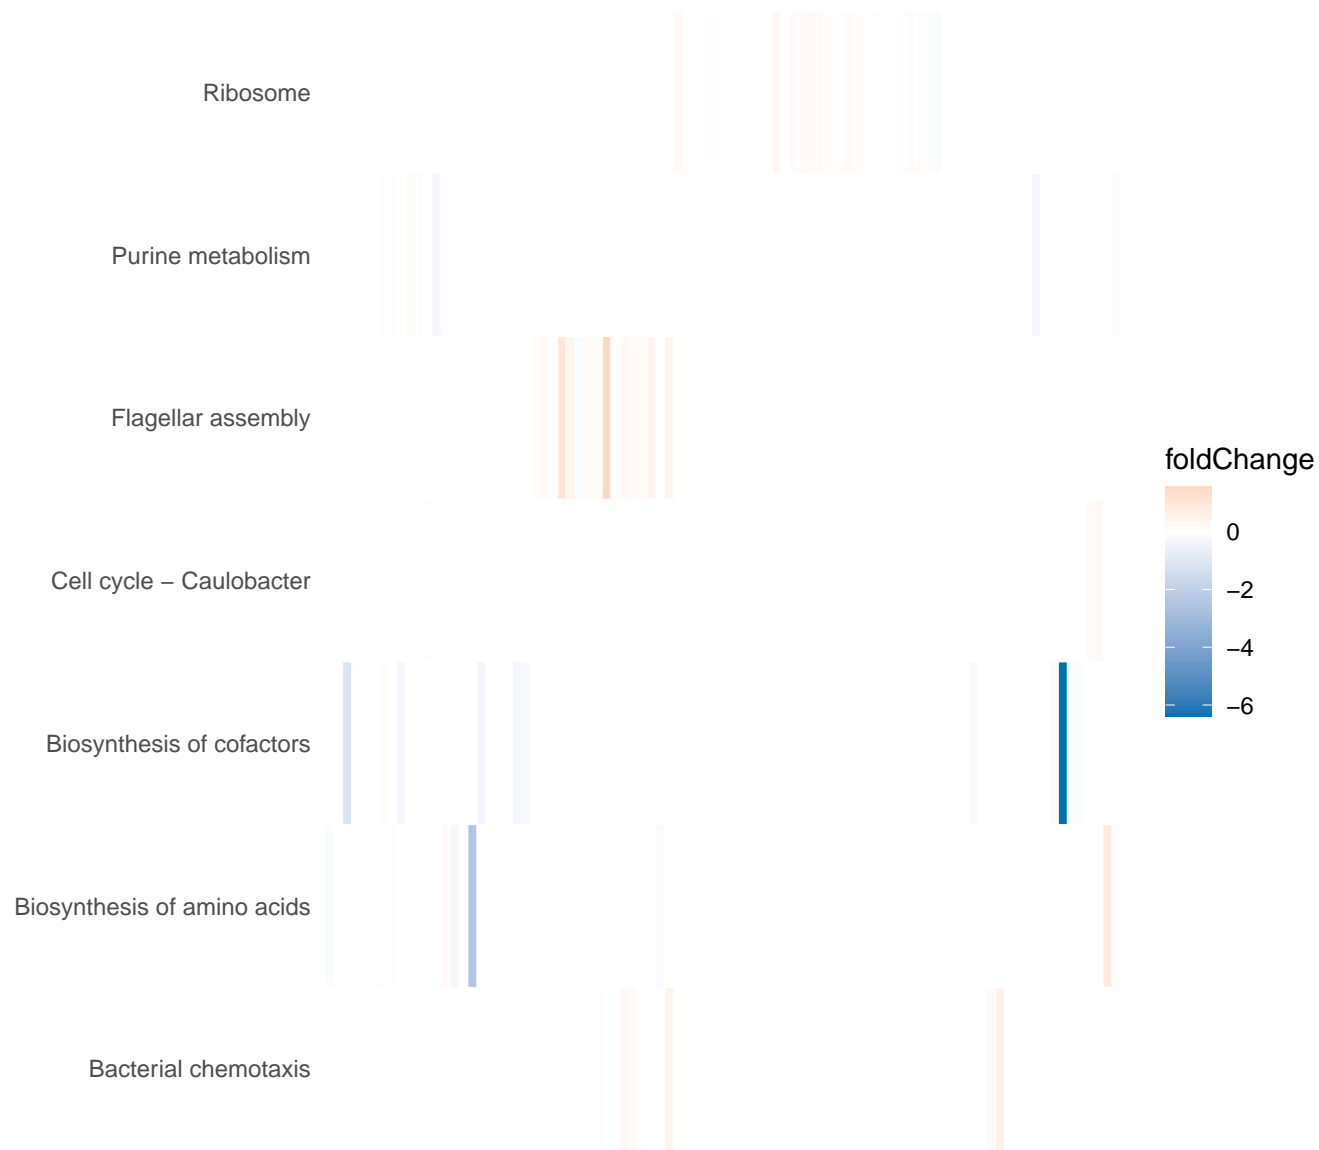 Ribosome
Purine metabolism
Flagellar assembly
foldChange
0
Cell cycle − Caulobacter
−2
−4
−6
Biosynthesis of cofactors
Biosynthesis of amino acids
Bacterial chemotaxis